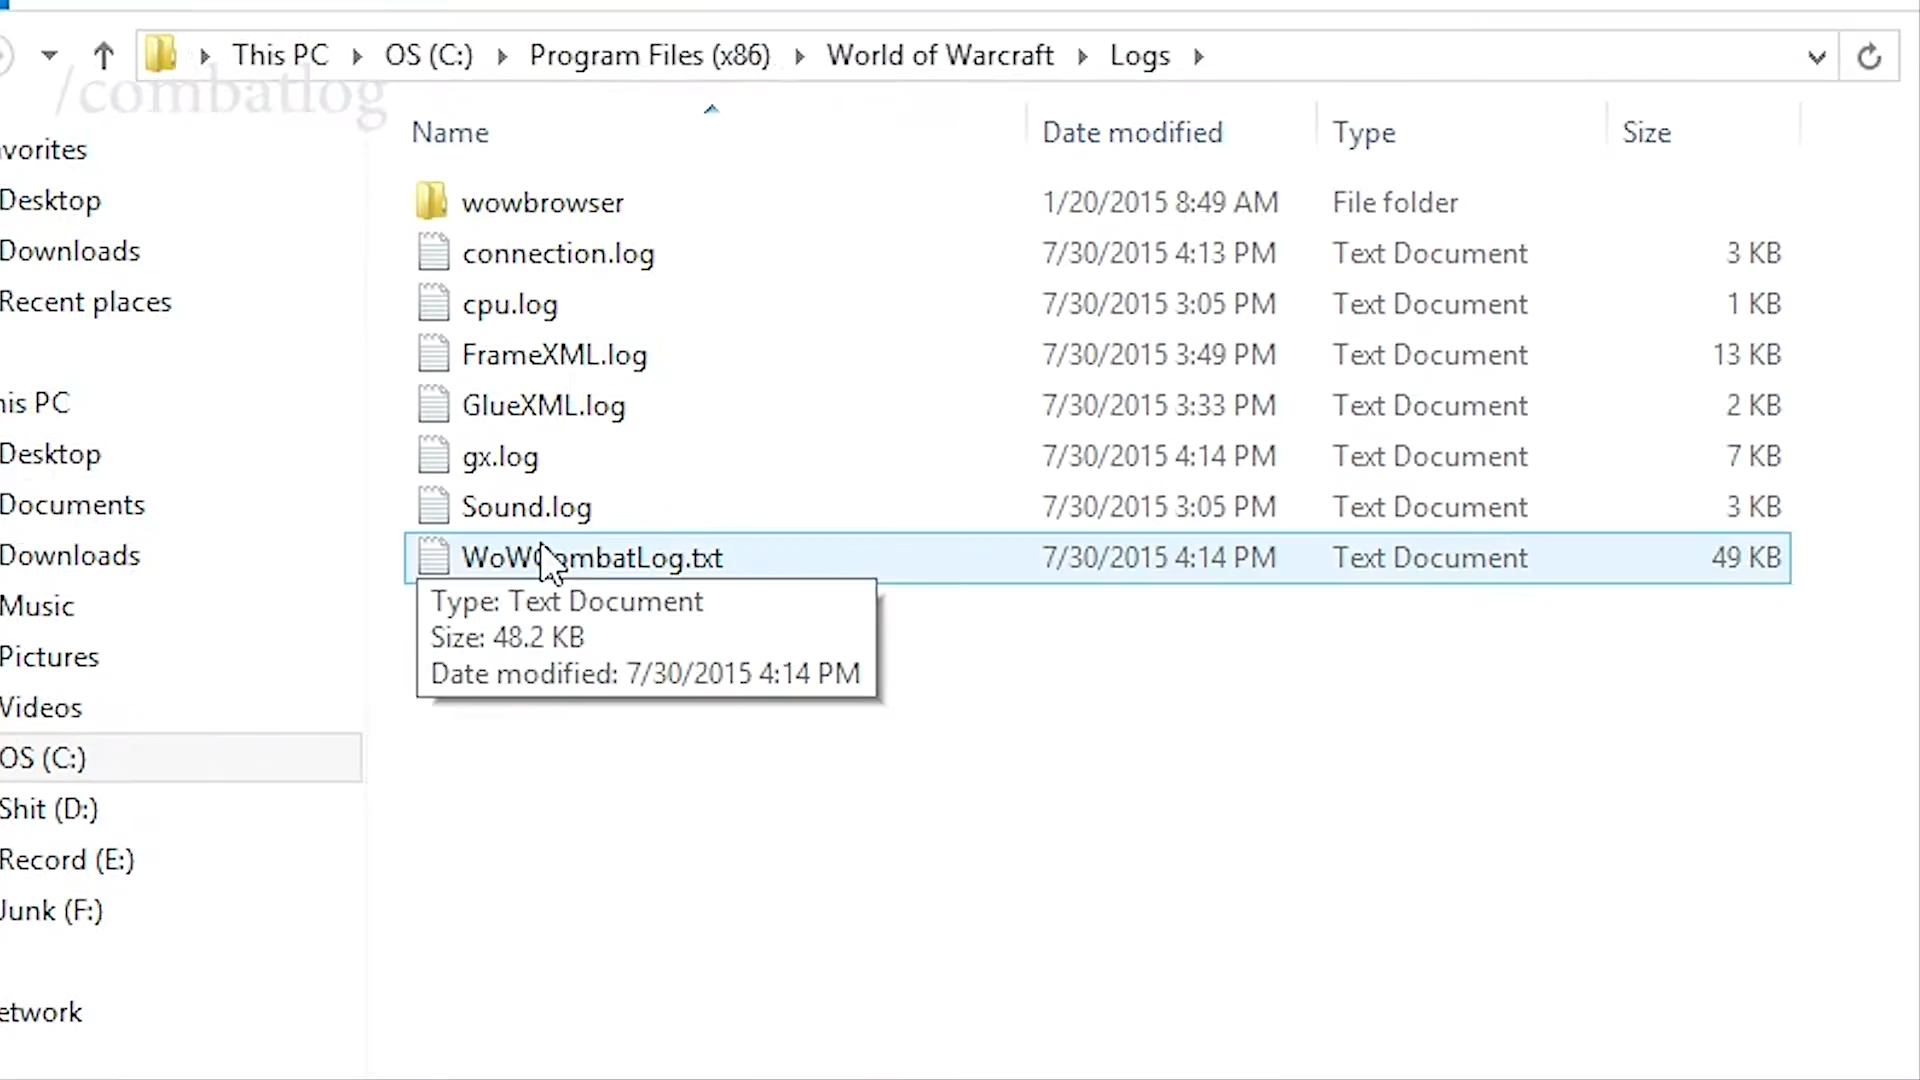 This PC OS (C:) Program Files (x86) World of Warcraft Logs
/combatlog
Name Date modified Type Size
vorites
Desktop
Downloads
Recent places
his PC
Desktop
Documents
Downloads
Music
Pictures
Videos
OS (C:)
Shit (D:)
Record (E:)
Junk (F:)
etwork
wowbrowser 1/20/2015 8:49 AM File folder
connection.log 7/30/2015 4:13 PM Text Document 3 KB
cpu.log 7/30/2015 3:05 PM Text Document 1 KB
FrameXML.log 7/30/2015 3:49 PM Text Document 13 KB
GlueXML.log 7/30/2015 3:33 PM Text Document 2 KB
gx.log 7/30/2015 4:14 PM Text Document 7 KB
Sound.log 7/30/2015 3:05 PM Text Document 3 KB
WoWCombatLog.txt 7/30/2015 4:14 PM Text Document 49 KB
Type: Text Document
Size: 48.2 KB
Date modified: 7/30/2015 4:14 PM